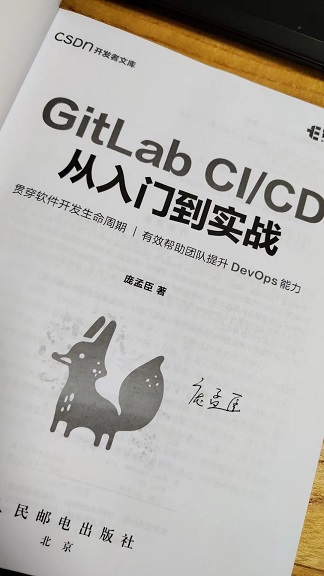 CSDN 开发者文库
GitLab CI/CD
从入门到实战
贯穿软件开发生命周期 | 有效帮助团队提升 DevOps 能力
庞孟臣 著
庞孟臣
民邮电出版社
北京